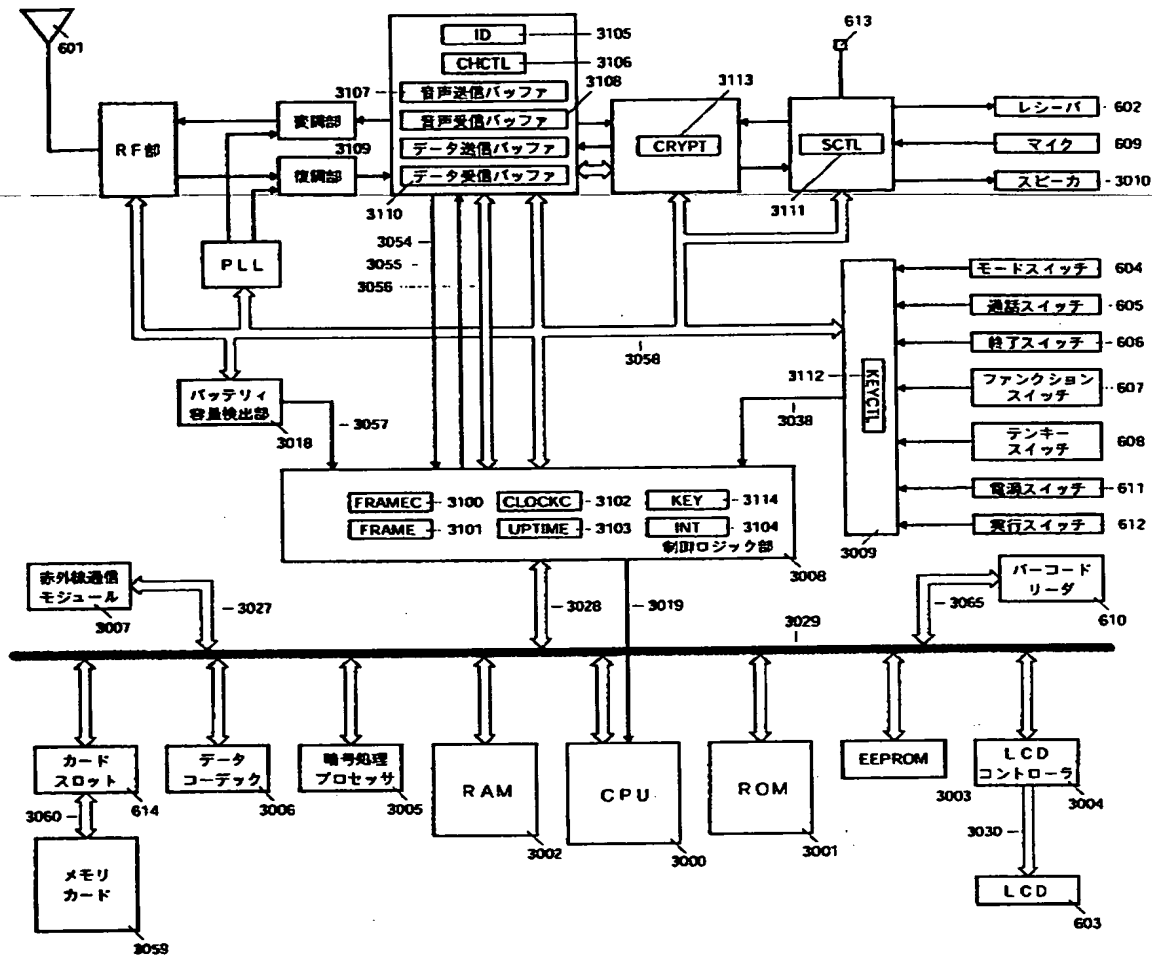 601
ID
3105
CHCTL
3106
3107
音声送信バッファ
3108
音声受信バッファ
データ送信バッファ
データ受信バッファ
3110
RF部
変調部
3109
復調部
PLL
3113
CRYPT
613
SCTL
3111
レシーバ
602
マイク
609
スピーカ
3010
3054
3055
3056
3058
モードスイッチ
604
通話スイッチ
605
終了スイッチ
606
ファンクション
スイッチ
607
テンキー
スイッチ
608
電源スイッチ
611
実行スイッチ
612
3112
KEYCTL
3009
3038
バッテリィ
容量検出部
3018
3057
FRAMEC
3100
CLOCKC
3102
KEY
3114
FRAME
3101
UPTIME
3103
INT
3104
制御ロジック部
3008
赤外線通信
モジュール
3007
3027
3028
3019
3029
3065
バーコード
リーダ
610
カード
スロット
614
データ
コーデック
3006
暗号処理
プロセッサ
3005
RAM
3002
CPU
3000
ROM
3001
EEPROM
3003
LCD
コントローラ
3004
3060
メモリ
カード
3059
3030
LCD
603